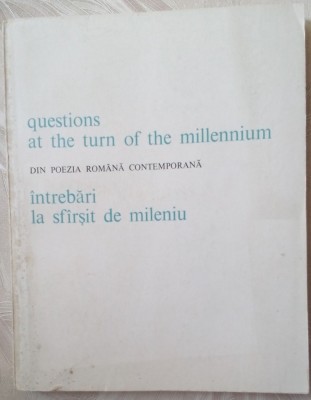 questions
at the turn of the millennium
DIN POEZIA ROMÂNĂ CONTEMPORANĂ
întrebări
la sfîrşit de mileniu